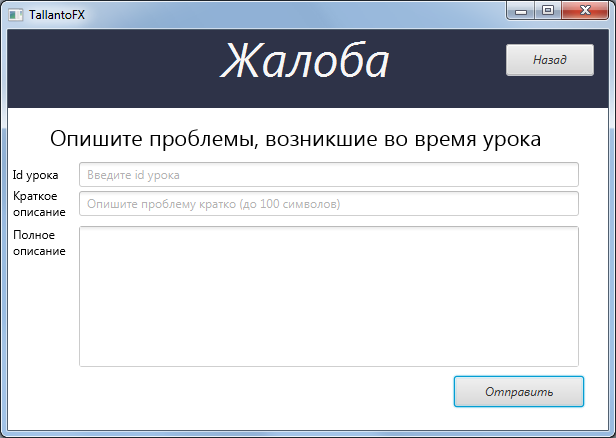 TallantoFX
Жалоба
Назад
Опишите проблемы, возникшие во время урока
Id урока
Введите id урока
Краткое
описание
Опишите проблему кратко (до 100 символов)
Полное
описание
Отправить